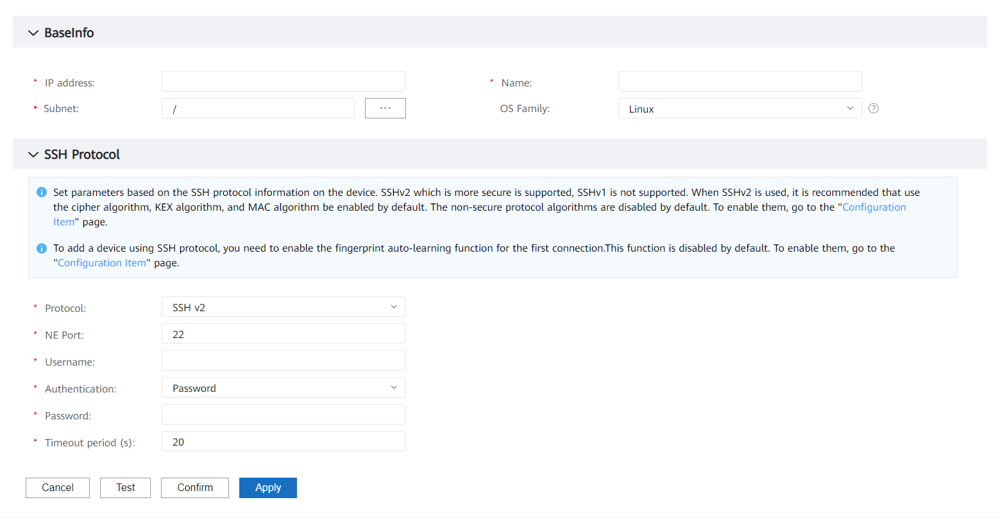 BaseInfo
* IP address:
* Name:
* Subnet: / ...
OS Family: Linux ?
SSH Protocol
Set parameters based on the SSH protocol information on the device. SSHv2 which is more secure is supported, SSHv1 is not supported. When SSHv2 is used, it is recommended that use
the cipher algorithm, KEX algorithm, and MAC algorithm be enabled by default. The non-secure protocol algorithms are disabled by default. To enable them, go to the "Configuration
Item" page.
To add a device using SSH protocol, you need to enable the fingerprint auto-learning function for the first connection.This function is disabled by default. To enable them, go to the
"Configuration Item" page.
* Protocol: SSH v2
* NE Port: 22
* Username:
* Authentication: Password
* Password:
* Timeout period (s): 20
Cancel Test Confirm Apply